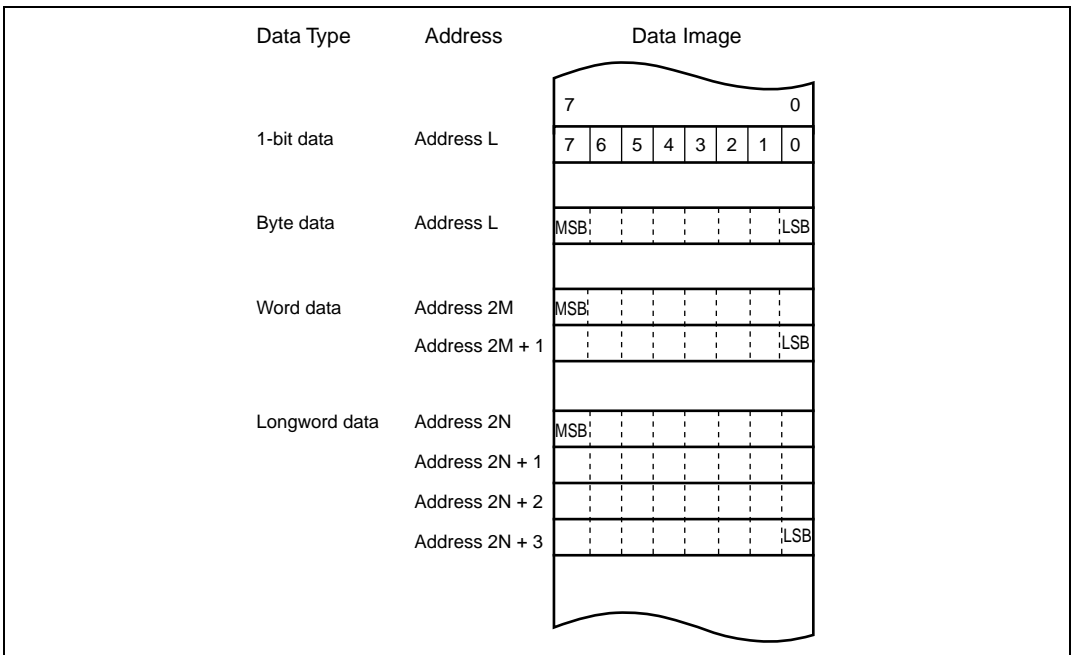 Data Type Address Data Image
7 0
1-bit data Address L 7 6 5 4 3 2 1 0
Byte data Address L MSB LSB
Word data Address 2M MSB
Address 2M + 1 LSB
Longword data Address 2N MSB
Address 2N + 1
Address 2N + 2
Address 2N + 3 LSB